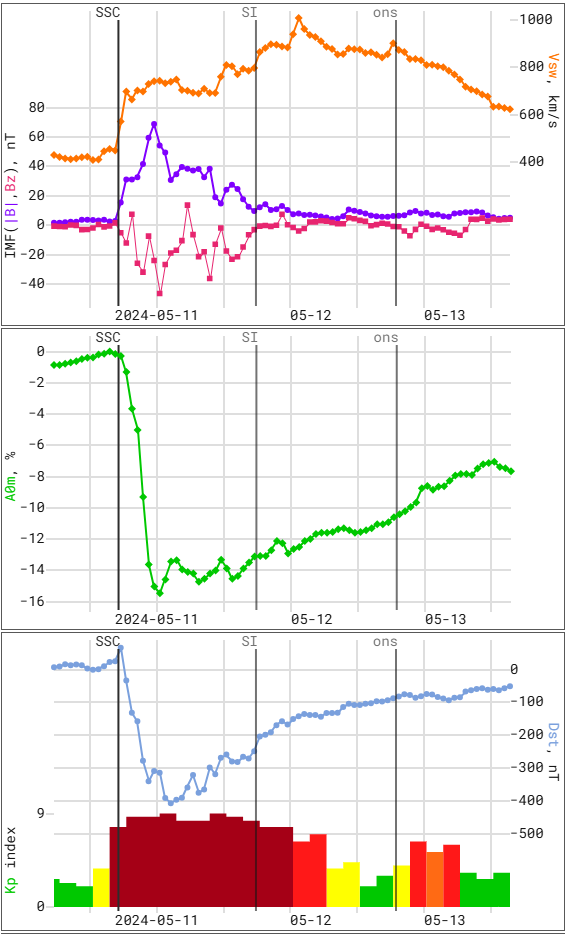 SSC SI ons
1000
800
600
400
Vsw, km/s
80
60
40
20
0
-20
-40
IMF(|B|,Bz), nT
2024-05-11 05-12 05-13
SSC SI ons
0
-2
-4
-6
-8
-10
-12
-14
-16
A0m, %
2024-05-11 05-12 05-13
SSC SI ons
0
-100
-200
-300
-400
-500
Dst, nT
9
0
Kp index
2024-05-11 05-12 05-13